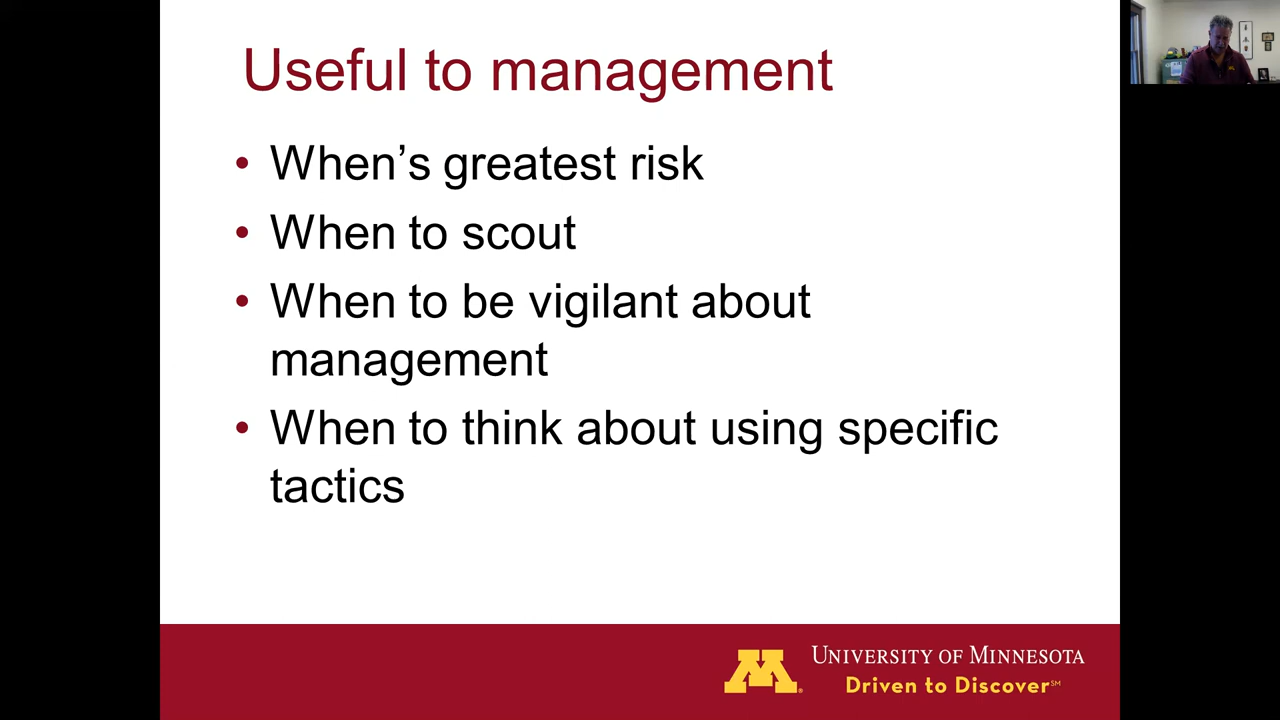 Useful to management
• When’s greatest risk
• When to scout
• When to be vigilant about
management
• When to think about using specific
tactics
UNIVERSITY OF MINNESOTA
Driven to Discover℠